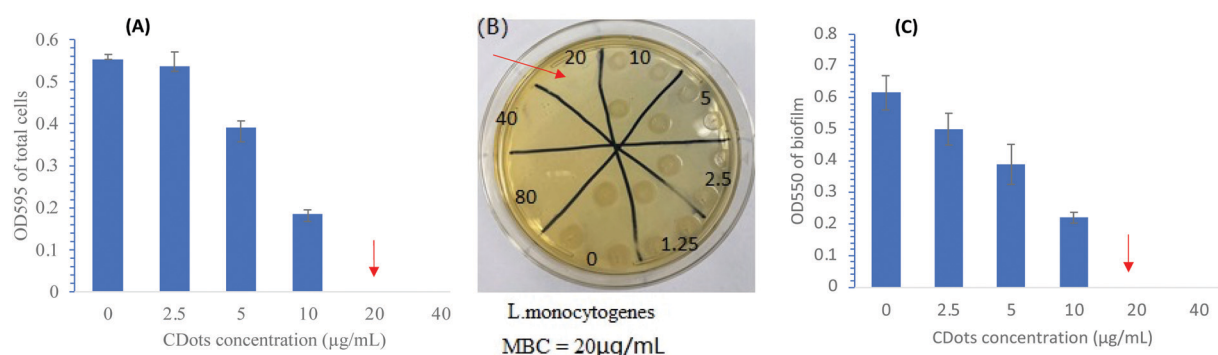 (A)
0.6
0.5
0.4
0.3
0.2
0.1
0
OD595 of total cells
0 2.5 5 10 20 40
CDots concentration (µg/mL)
(B)
20 10
5
40
2.5
80
1.25
0
L.monocytogenes
MBC = 20µg/mL
(C)
0.8
0.7
0.6
0.5
0.4
0.3
0.2
0.1
0
OD550 of biofilm
0 2.5 5 10 20 40
CDots concentration (µg/mL)